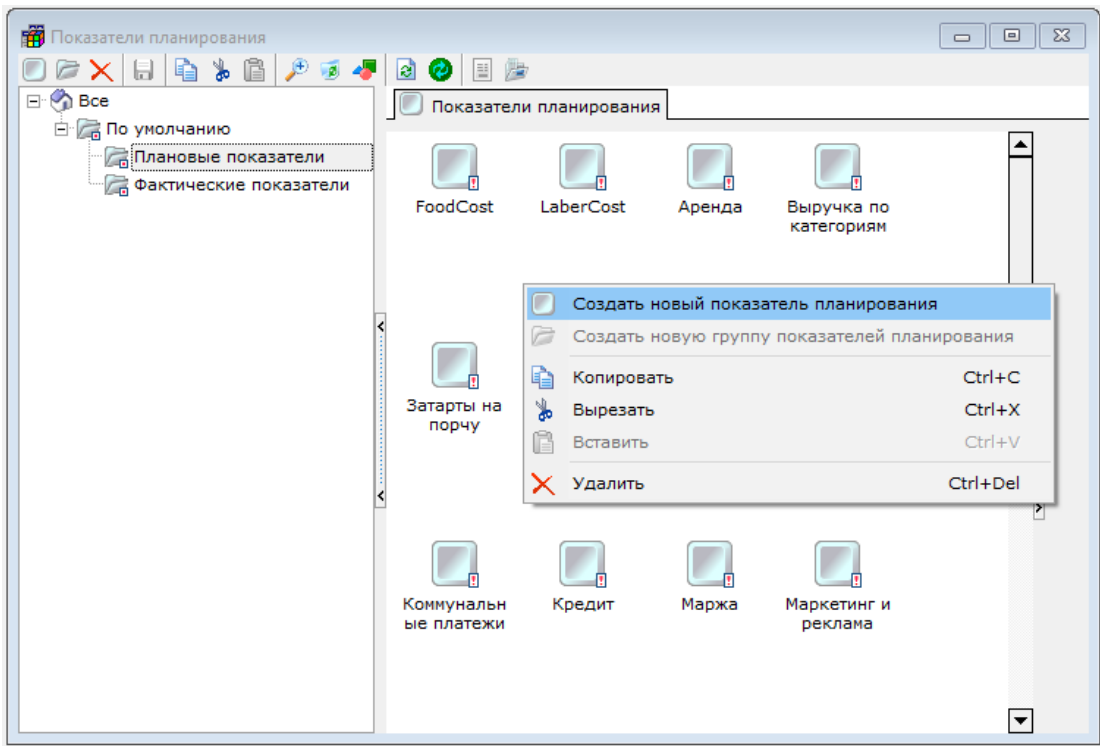 Показатели планирования
Все
По умолчанию
Плановые показатели
Фактические показатели
Показатели планирования
FoodCost
LaberCost
Аренда
Выручка по
категориям
Создать новый показатель планирования
Создать новую группу показателей планирования
Копировать Ctrl+C
Вырезать Ctrl+X
Вставить Ctrl+V
Удалить Ctrl+Del
Затарты на
порчу
Коммунальн
ые платежи
Кредит
Маржа
Маркетинг и
реклама